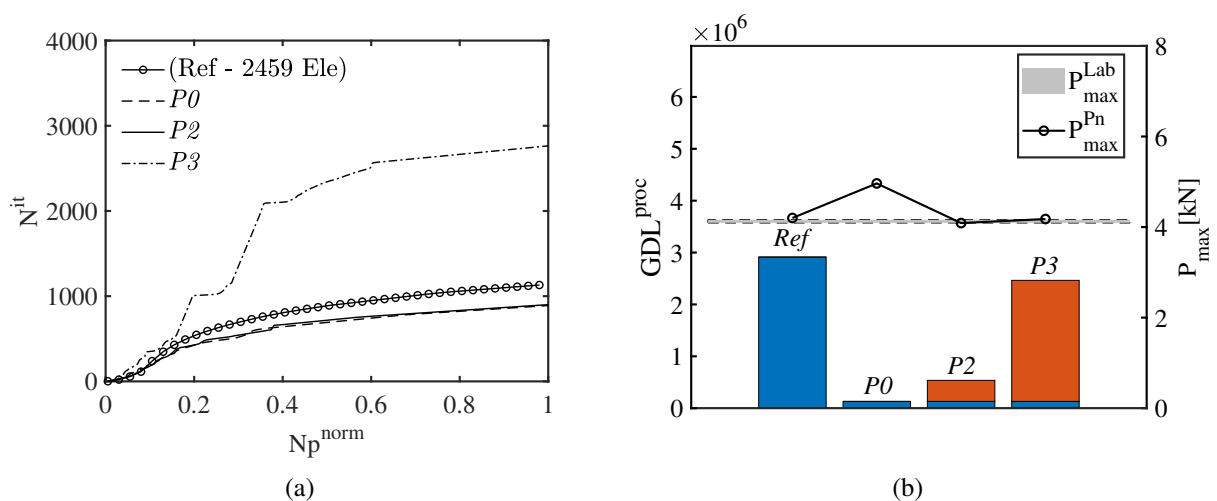 4000
3000
2000
1000
0
N^it
(Ref - 2459 Ele)
P0
P2
P3
0 0.2 0.4 0.6 0.8 1
Np^norm
(a)
×10^6
6
5
4
3
2
1
0
GDL^proc
P^Lab_max
P^Pn_max
Ref
P0
P2
P3
8
6
4
2
0
P_max[kN]
(b)